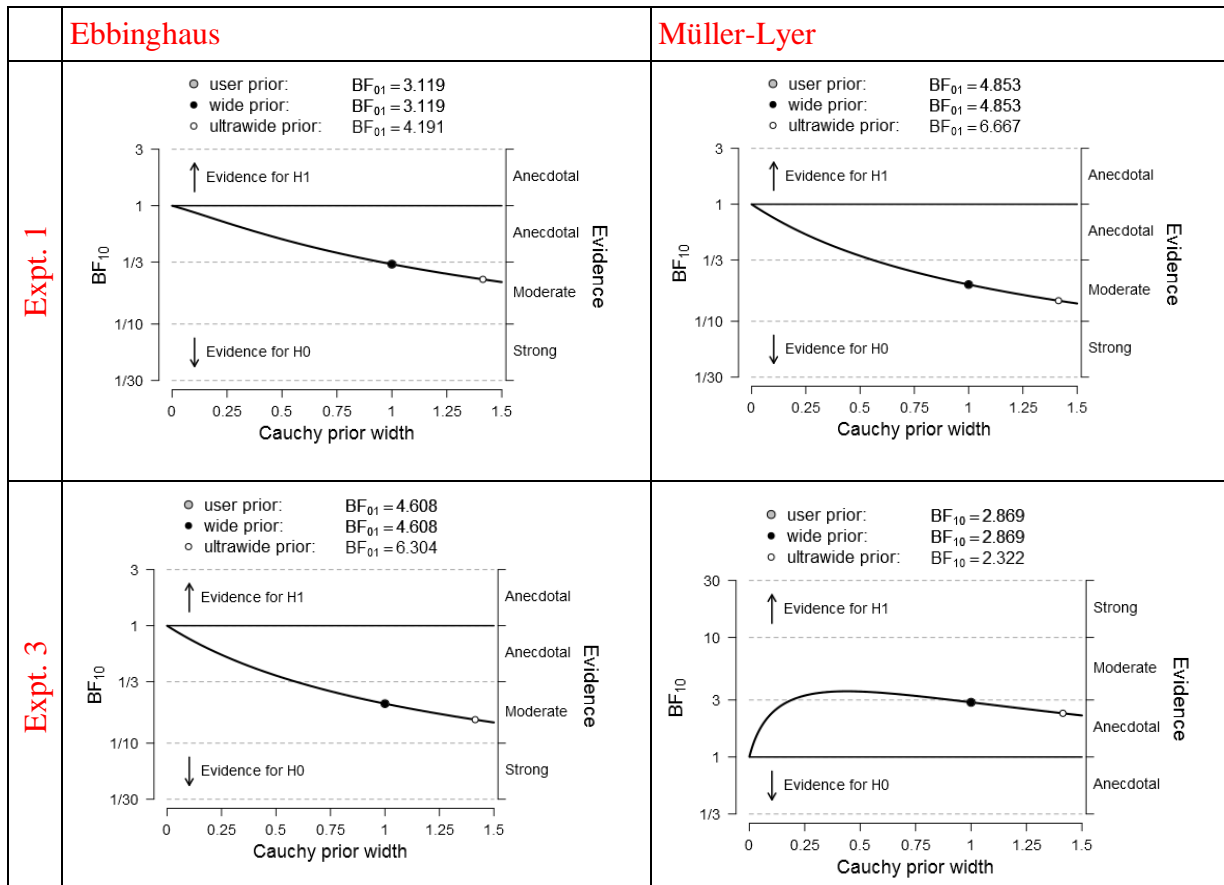 Ebbinghaus
Müller-Lyer
Expt. 1
user prior: BF₀₁ = 3.119
wide prior: BF₀₁ = 3.119
ultrawide prior: BF₀₁ = 4.191
3
1
1/3
1/10
1/30
BF₁₀
Evidence for H1
Evidence for H0
Anecdotal
Anecdotal
Moderate
Strong
Evidence
0 0.25 0.5 0.75 1 1.25 1.5
Cauchy prior width
user prior: BF₀₁ = 4.853
wide prior: BF₀₁ = 4.853
ultrawide prior: BF₀₁ = 6.667
3
1
1/3
1/10
1/30
BF₁₀
Evidence for H1
Evidence for H0
Anecdotal
Anecdotal
Moderate
Strong
Evidence
0 0.25 0.5 0.75 1 1.25 1.5
Cauchy prior width
Expt. 3
user prior: BF₀₁ = 4.608
wide prior: BF₀₁ = 4.608
ultrawide prior: BF₀₁ = 6.304
3
1
1/3
1/10
1/30
BF₁₀
Evidence for H1
Evidence for H0
Anecdotal
Anecdotal
Moderate
Strong
Evidence
0 0.25 0.5 0.75 1 1.25 1.5
Cauchy prior width
user prior: BF₁₀ = 2.869
wide prior: BF₁₀ = 2.869
ultrawide prior: BF₁₀ = 2.322
30
10
3
1
1/3
BF₁₀
Evidence for H1
Evidence for H0
Strong
Moderate
Anecdotal
Anecdotal
Evidence
0 0.25 0.5 0.75 1 1.25 1.5
Cauchy prior width